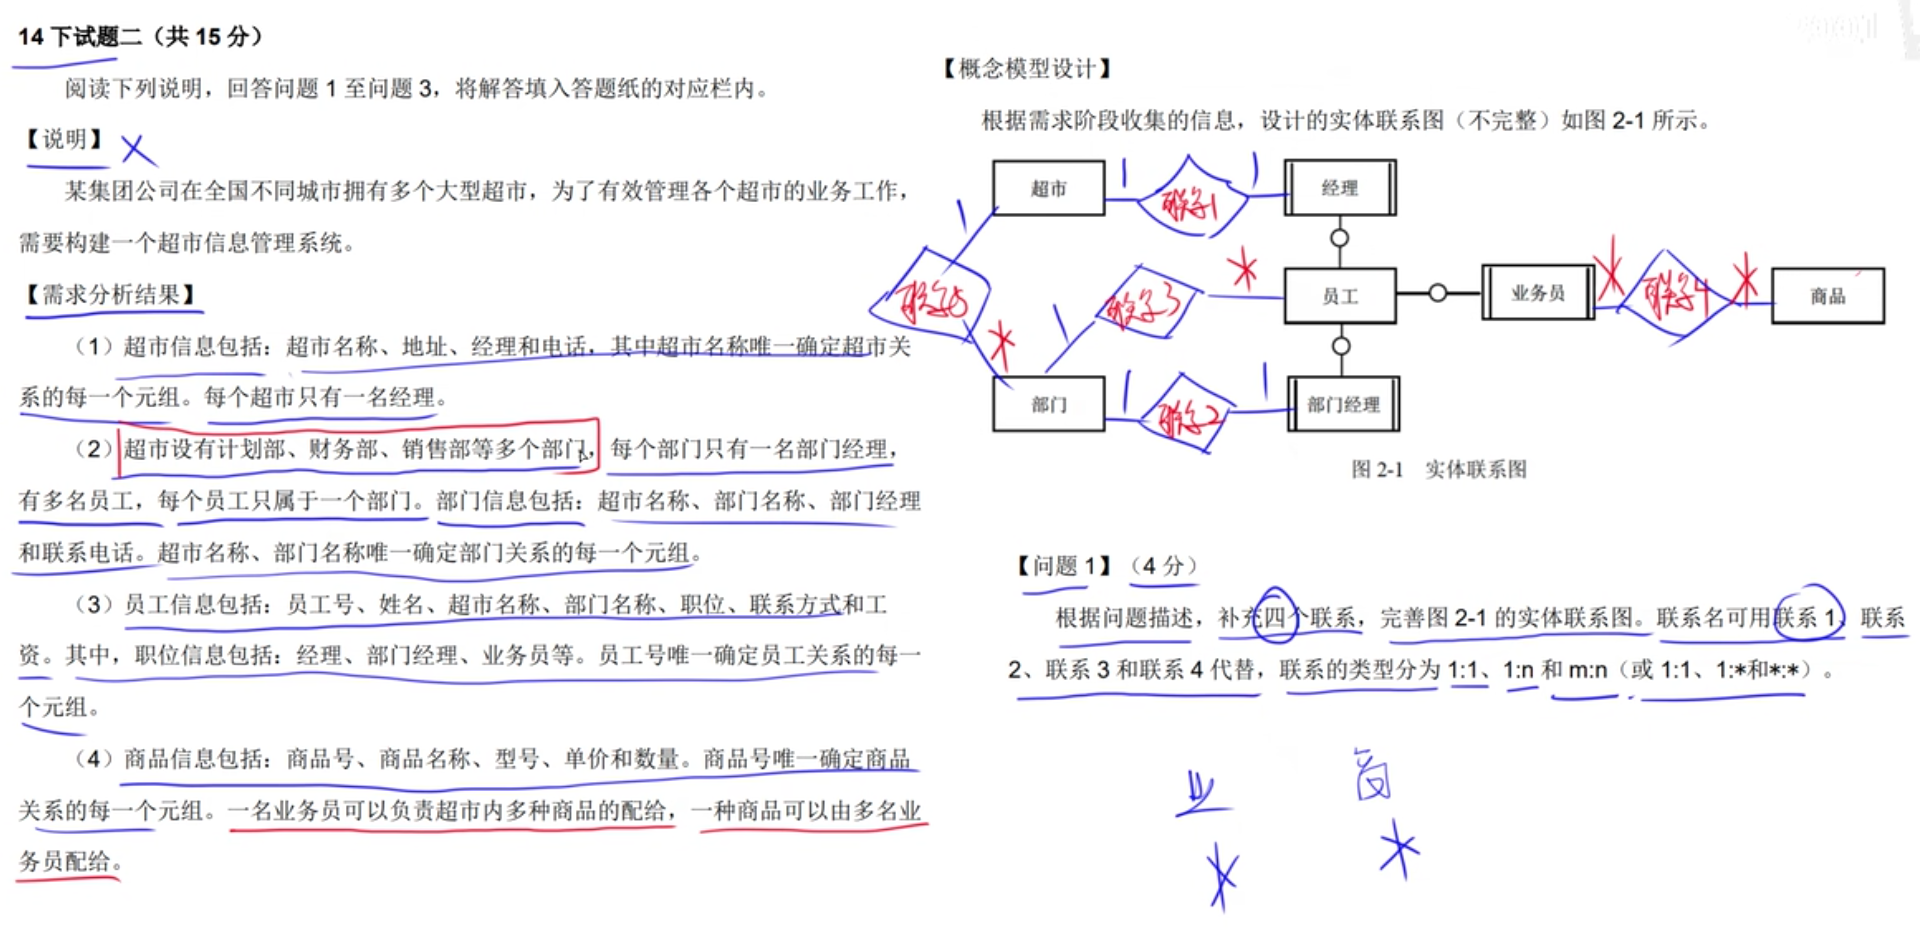 14 下试题二（共 15 分）
阅读下列说明，回答问题 1 至问题 3，将解答填入答题纸的对应栏内。
【说明】
某集团公司在全国不同城市拥有多个大型超市，为了有效管理各个超市的业务工作，
需要构建一个超市信息管理系统。
【需求分析结果】
（1）超市信息包括：超市名称、地址、经理和电话，其中超市名称唯一确定超市关
系的每一个元组。每个超市只有一名经理。
（2）超市设有计划部、财务部、销售部等多个部门，每个部门只有一名部门经理，
有多名员工，每个员工只属于一个部门。部门信息包括：超市名称、部门名称、部门经理
和联系电话。超市名称、部门名称唯一确定部门关系的每一个元组。
（3）员工信息包括：员工号、姓名、超市名称、部门名称、职位、联系方式和工
资。其中，职位信息包括：经理、部门经理、业务员等。员工号唯一确定员工关系的每一
个元组。
（4）商品信息包括：商品号、商品名称、型号、单价和数量。商品号唯一确定商品
关系的每一个元组。一名业务员可以负责超市内多种商品的配给，一种商品可以由多名业
务员配给。
【概念模型设计】
根据需求阶段收集的信息，设计的实体联系图（不完整）如图 2-1 所示。
超市 1 联系1 1 经理
1 联系5 *
1 联系3 * 员工
业务员 * 联系4 * 商品
部门 1 联系2 1 部门经理
图 2-1 实体联系图
【问题 1】（4 分）
根据问题描述，补充四个联系，完善图 2-1 的实体联系图。联系名可用联系 1、联系
2、联系 3 和联系 4 代替，联系的类型分为 1:1、1:n 和 m:n（或 1:1、1:*和*:*）。
业 商
* *